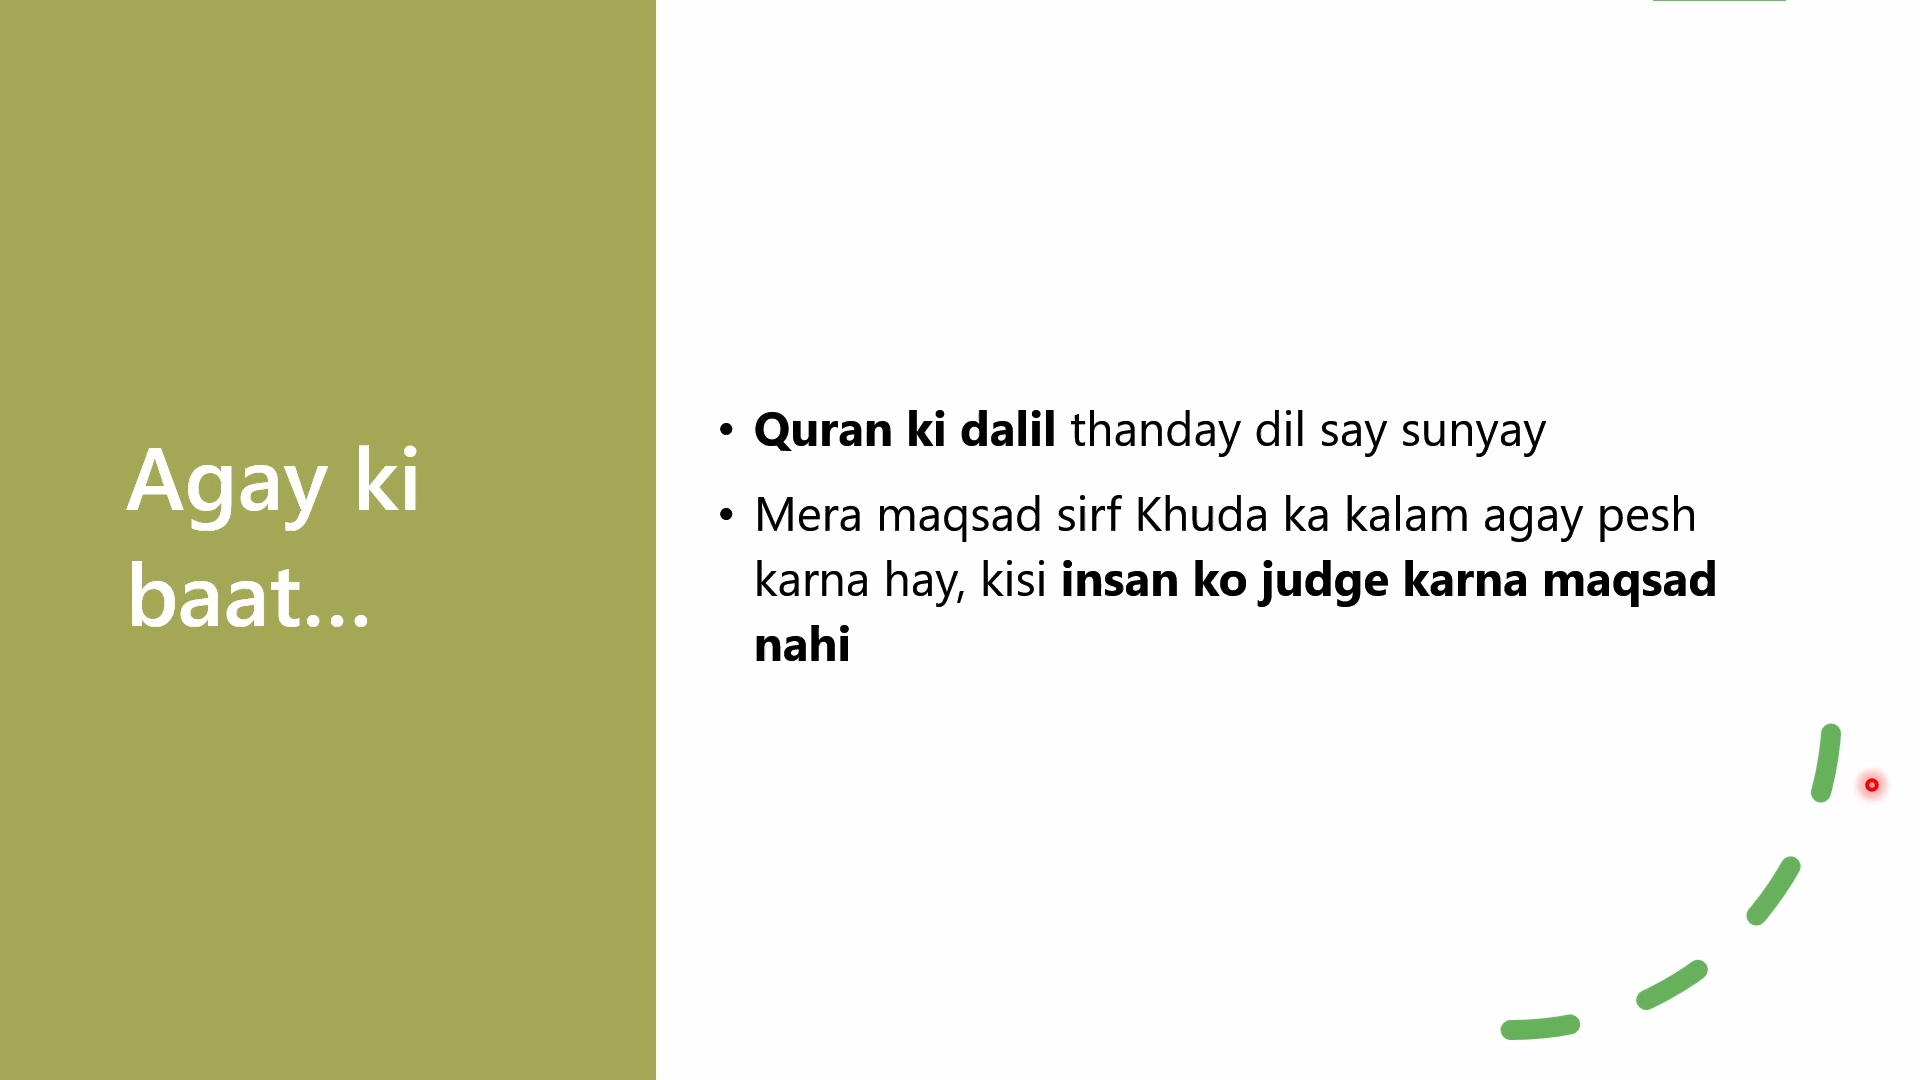 Agay ki
baat...
• Quran ki dalil thanday dil say sunyay
• Mera maqsad sirf Khuda ka kalam agay pesh
karna hay, kisi insan ko judge karna maqsad
nahi